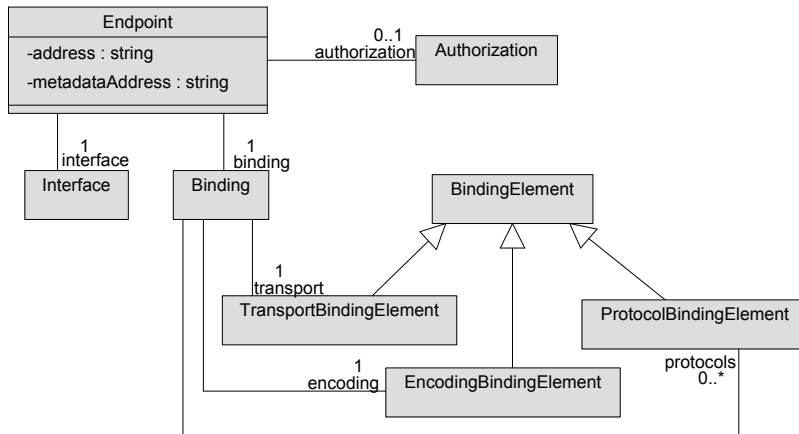 Endpoint
-address : string
-metadataAddress : string
0..1
authorization
Authorization
1
interface
1
binding
Interface
Binding
BindingElement
1
transport
TransportBindingElement
ProtocolBindingElement
protocols
0..*
1
encoding
EncodingBindingElement